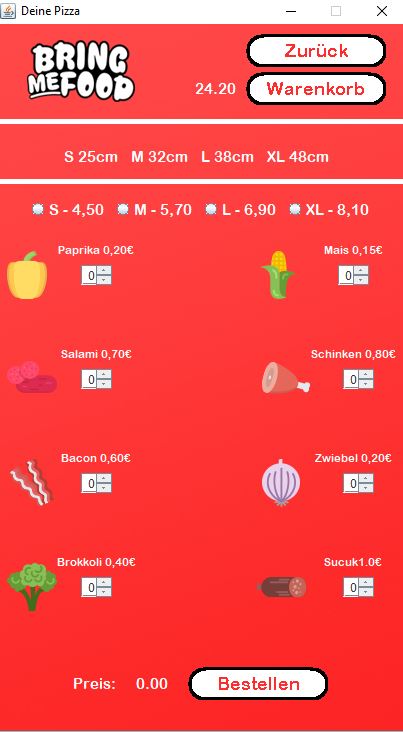 Deine Pizza
BRING
ME FOOD
Zurück
24.20 Warenkorb
S 25cm M 32cm L 38cm XL 48cm
S - 4,50 M - 5,70 L - 6,90 XL - 8,10
Paprika 0,20€ Mais 0,15€
0 0
Salami 0,70€ Schinken 0,80€
0 0
Bacon 0,60€ Zwiebel 0,20€
0 0
Brokkoli 0,40€ Sucuk1.0€
0 0
Preis: 0.00 Bestellen